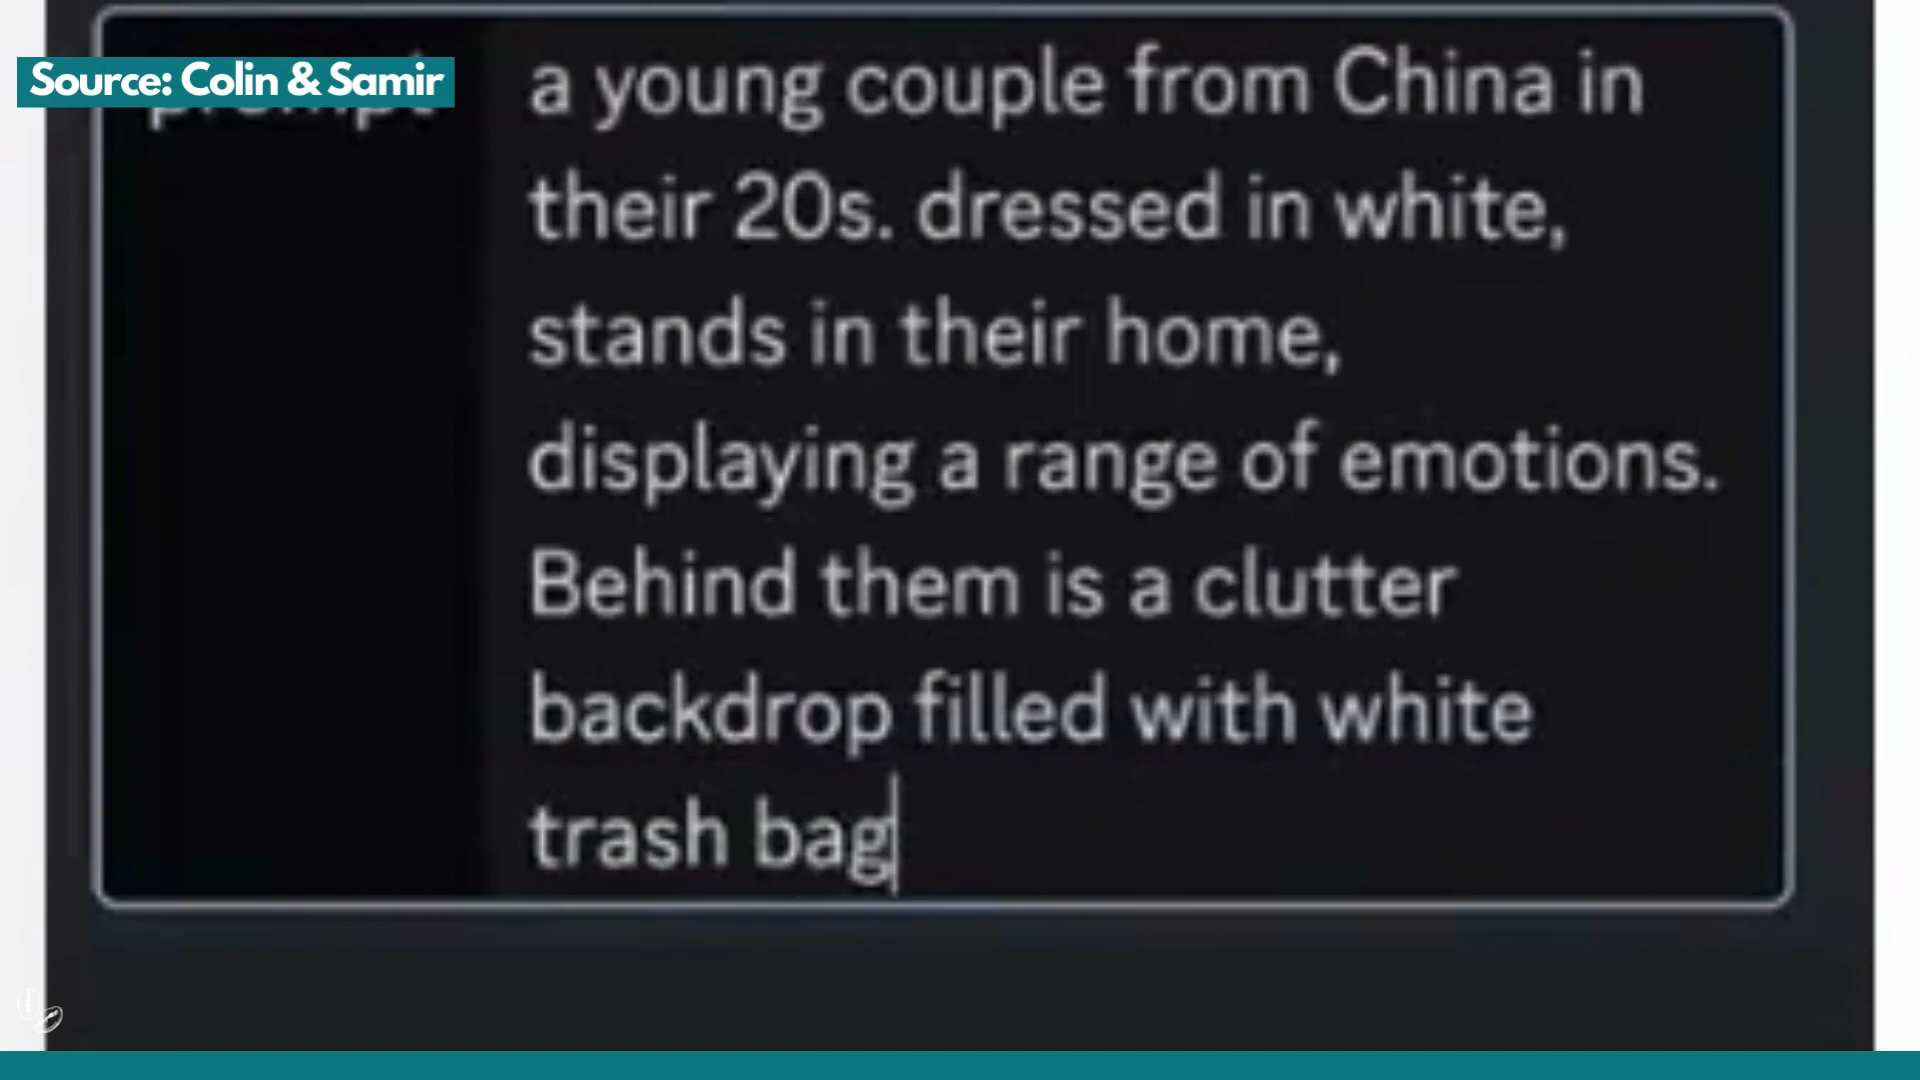 Source: Colin & Samir
prompt
a young couple from China in
their 20s. dressed in white,
stands in their home,
displaying a range of emotions.
Behind them is a clutter
backdrop filled with white
trash bag